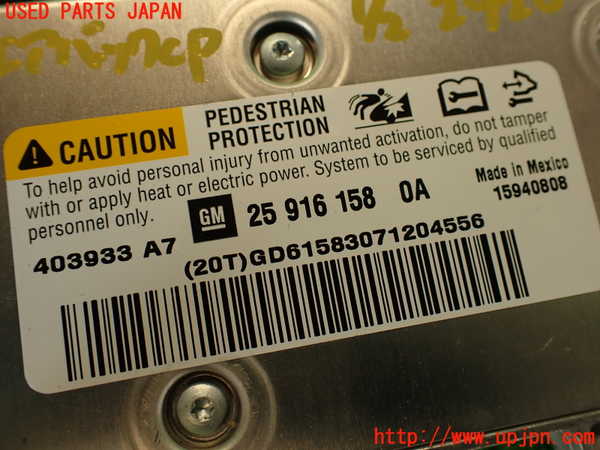 USED PARTS JAPAN
CAUTION
PEDESTRIAN
PROTECTION
To help avoid personal injury from unwanted activation, do not tamper
with or apply heat or electric power. System to be serviced by qualified
personnel only.
GM 25 916 158 0A
Made in Mexico
15940808
403933 A7
(20T)GD61583071204556
http://www.upjpn.com